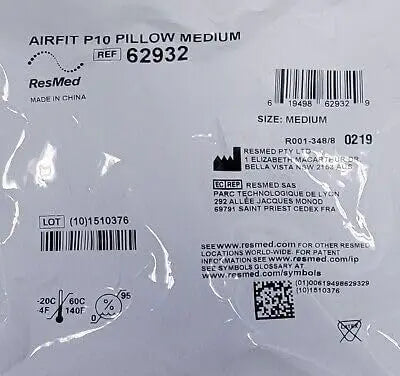 AIRFIT P10 PILLOW MEDIUM
REF 62932
ResMed
MADE IN CHINA
6 19498 62932 9
SIZE: MEDIUM
R001-348/8 0219
RESMED PTY LTD
1 ELIZABETH MACARTHUR DR
BELLA VISTA NSW 2153 AUS
EC REP RESMED SAS
PARC TECHNOLOGIQUE DE LYON
292 ALLÉE JACQUES MONOD
69791 SAINT PRIEST CEDEX FRA
LOT (10)1510376
SEE WWW.resmed.com FOR OTHER RESMED
LOCATIONS WORLD-WIDE. FOR PATENT
INFORMATION SEE www.resmed.com/ip
SEE SYMBOLS GLOSSARY AT
www.resmed.com/symbols
(01)00619498629329
(10)1510376
-20C 60C
-4F 140F
95
%
0
LATEX